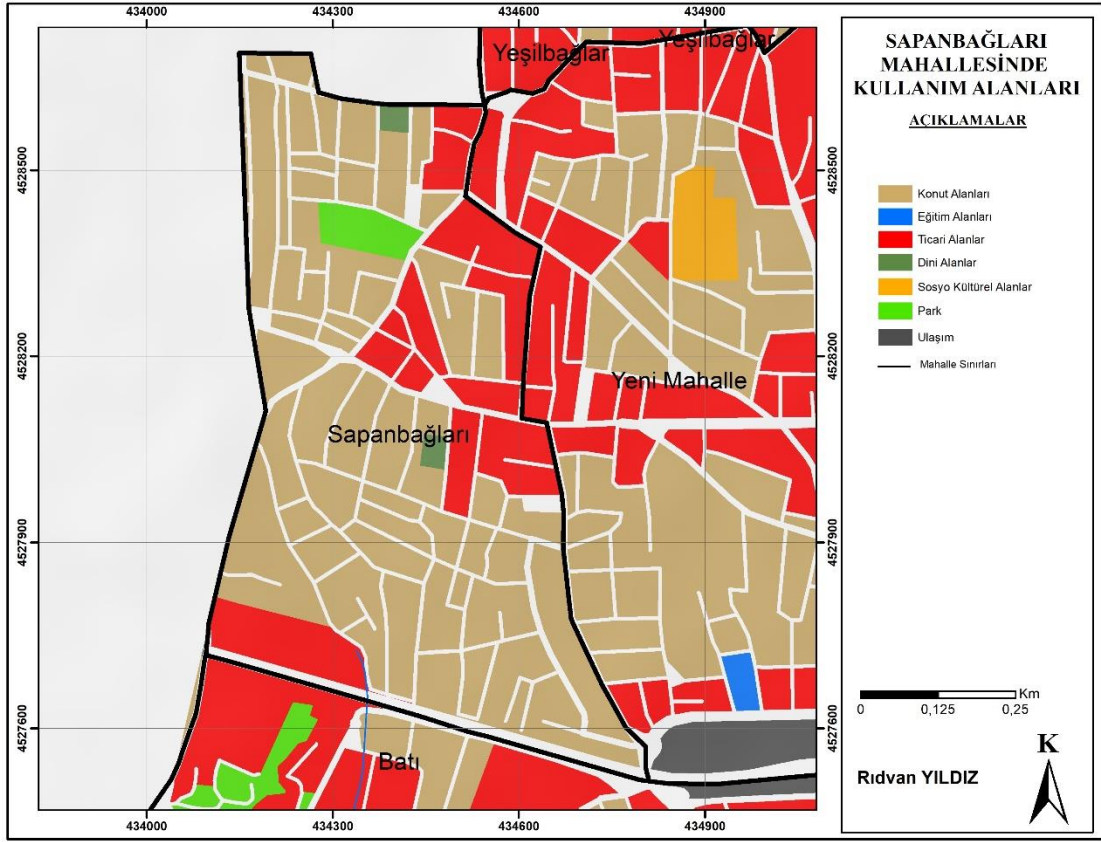 434000 434300 434600 434900
Yeşilbağlar
Yeşilbağlar
4528500
4528500
4528200
4528200
Yeni Mahalle
Sapanbağları
4527900
4527900
4527600
4527600
Batı
434000 434300 434600 434900
SAPANBAĞLARI
MAHALLESİNDE
KULLANIM ALANLARI
AÇIKLAMALAR
Konut Alanları
Eğitim Alanları
Ticari Alanlar
Dini Alanlar
Sosyo Kültürel Alanlar
Park
Ulaşım
Mahalle Sınırları
Km
0 0,125 0,25
K
Rıdvan YILDIZ